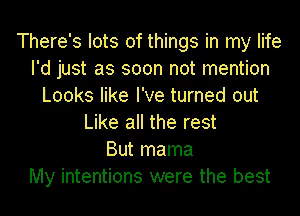 There's lots of things in my life
I'd just as soon not mention
Looks like I've turned out
Like all the rest
But mama
My intentions were the best